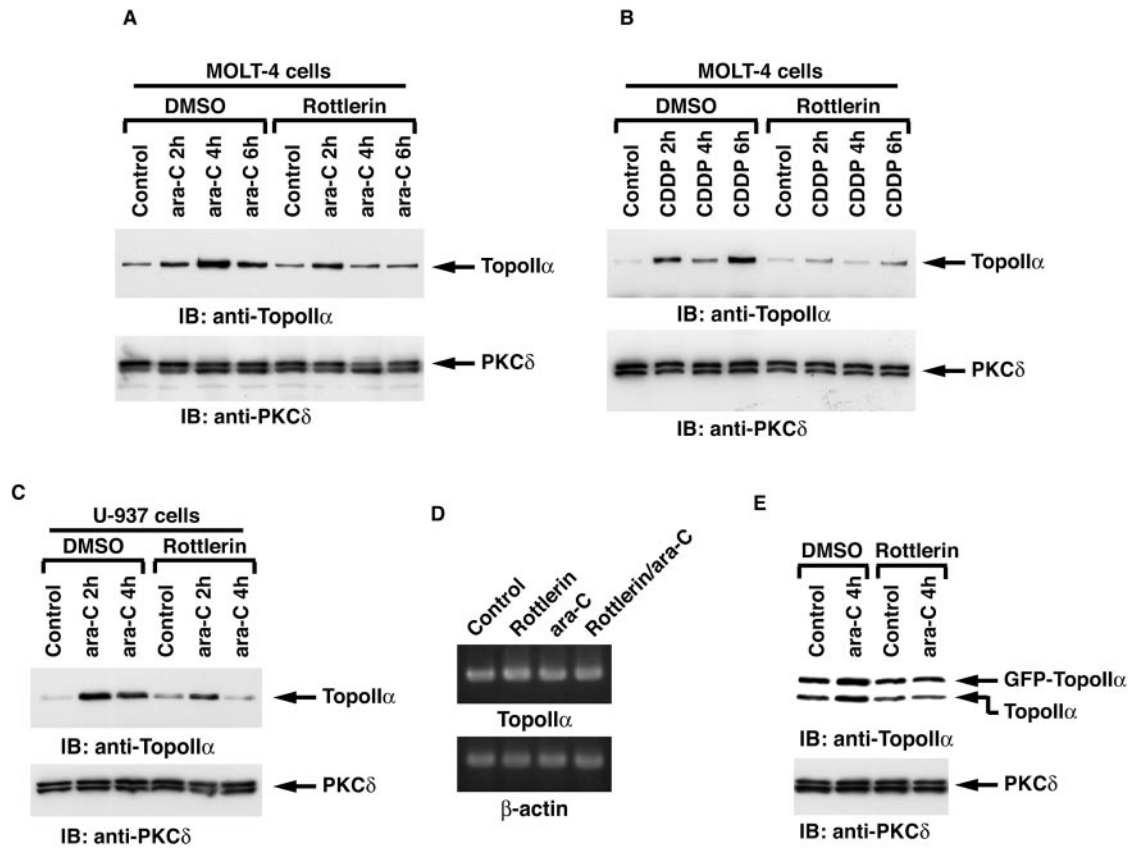 A
MOLT-4 cells
DMSO Rottlerin
Control ara-C 2h ara-C 4h ara-C 6h Control ara-C 2h ara-C 4h ara-C 6h
TopoIIα
IB: anti-TopoIIα
PKCδ
IB: anti-PKCδ
B
MOLT-4 cells
DMSO Rottlerin
Control CDDP 2h CDDP 4h CDDP 6h Control CDDP 2h CDDP 4h CDDP 6h
TopoIIα
IB: anti-TopoIIα
PKCδ
IB: anti-PKCδ
C
U-937 cells
DMSO Rottlerin
Control ara-C 2h ara-C 4h Control ara-C 2h ara-C 4h
TopoIIα
IB: anti-TopoIIα
PKCδ
IB: anti-PKCδ
D
Control Rottlerin ara-C Rottlerin/ara-C
TopoIIα
β-actin
E
DMSO Rottlerin
Control ara-C 4h Control ara-C 4h
GFP-TopoIIα
TopoIIα
IB: anti-TopoIIα
PKCδ
IB: anti-PKCδ